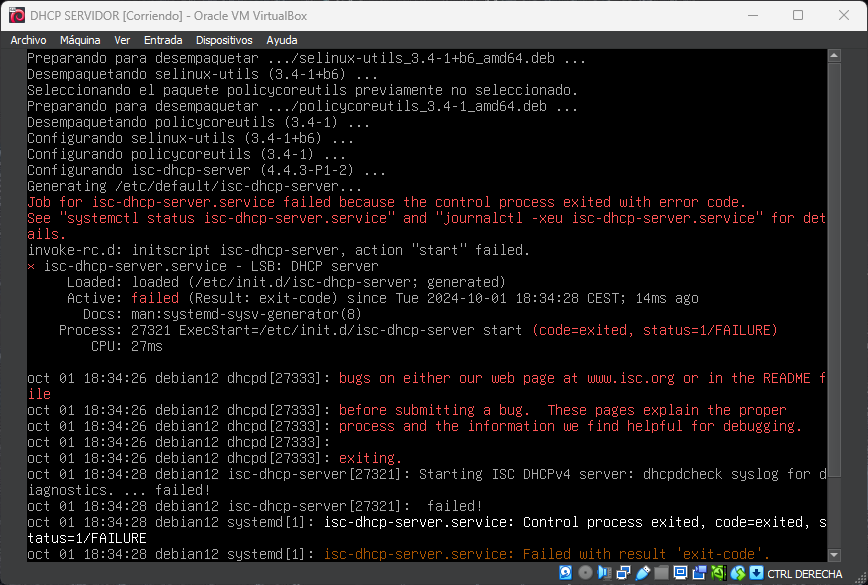 DHCP SERVIDOR [Corriendo] - Oracle VM VirtualBox
Archivo Máquina Ver Entrada Dispositivos Ayuda
Preparando para desempaquetar .../selinux-utils_3.4-1+b6_amd64.deb ...
Desempaquetando selinux-utils (3.4-1+b6) ...
Seleccionando el paquete policycoreutils previamente no seleccionado.
Preparando para desempaquetar .../policycoreutils_3.4-1_amd64.deb ...
Desempaquetando policycoreutils (3.4-1) ...
Configurando selinux-utils (3.4-1+b6) ...
Configurando policycoreutils (3.4-1) ...
Configurando isc-dhcp-server (4.4.3-P1-2) ...
Generating /etc/default/isc-dhcp-server...
Job for isc-dhcp-server.service failed because the control process exited with error code.
See "systemctl status isc-dhcp-server.service" and "journalctl -xeu isc-dhcp-server.service" for det
ails.
invoke-rc.d: initscript isc-dhcp-server, action "start" failed.
× isc-dhcp-server.service - LSB: DHCP server
Loaded: loaded (/etc/init.d/isc-dhcp-server; generated)
Active: failed (Result: exit-code) since Tue 2024-10-01 18:34:28 CEST; 14ms ago
Docs: man:systemd-sysv-generator(8)
Process: 27321 ExecStart=/etc/init.d/isc-dhcp-server start (code=exited, status=1/FAILURE)
CPU: 27ms
oct 01 18:34:26 debian12 dhcpd[27333]: bugs on either our web page at www.isc.org or in the README f
ile
oct 01 18:34:26 debian12 dhcpd[27333]: before submitting a bug.  These pages explain the proper
oct 01 18:34:26 debian12 dhcpd[27333]: process and the information we find helpful for debugging.
oct 01 18:34:26 debian12 dhcpd[27333]:
oct 01 18:34:26 debian12 dhcpd[27333]: exiting.
oct 01 18:34:28 debian12 isc-dhcp-server[27321]: Starting ISC DHCPv4 server: dhcpdcheck syslog for d
iagnostics. ... failed!
oct 01 18:34:28 debian12 isc-dhcp-server[27321]:  failed!
oct 01 18:34:28 debian12 systemd[1]: isc-dhcp-server.service: Control process exited, code=exited, s
tatus=1/FAILURE
oct 01 18:34:28 debian12 systemd[1]: isc-dhcp-server.service: Failed with result 'exit-code'.
CTRL DERECHA